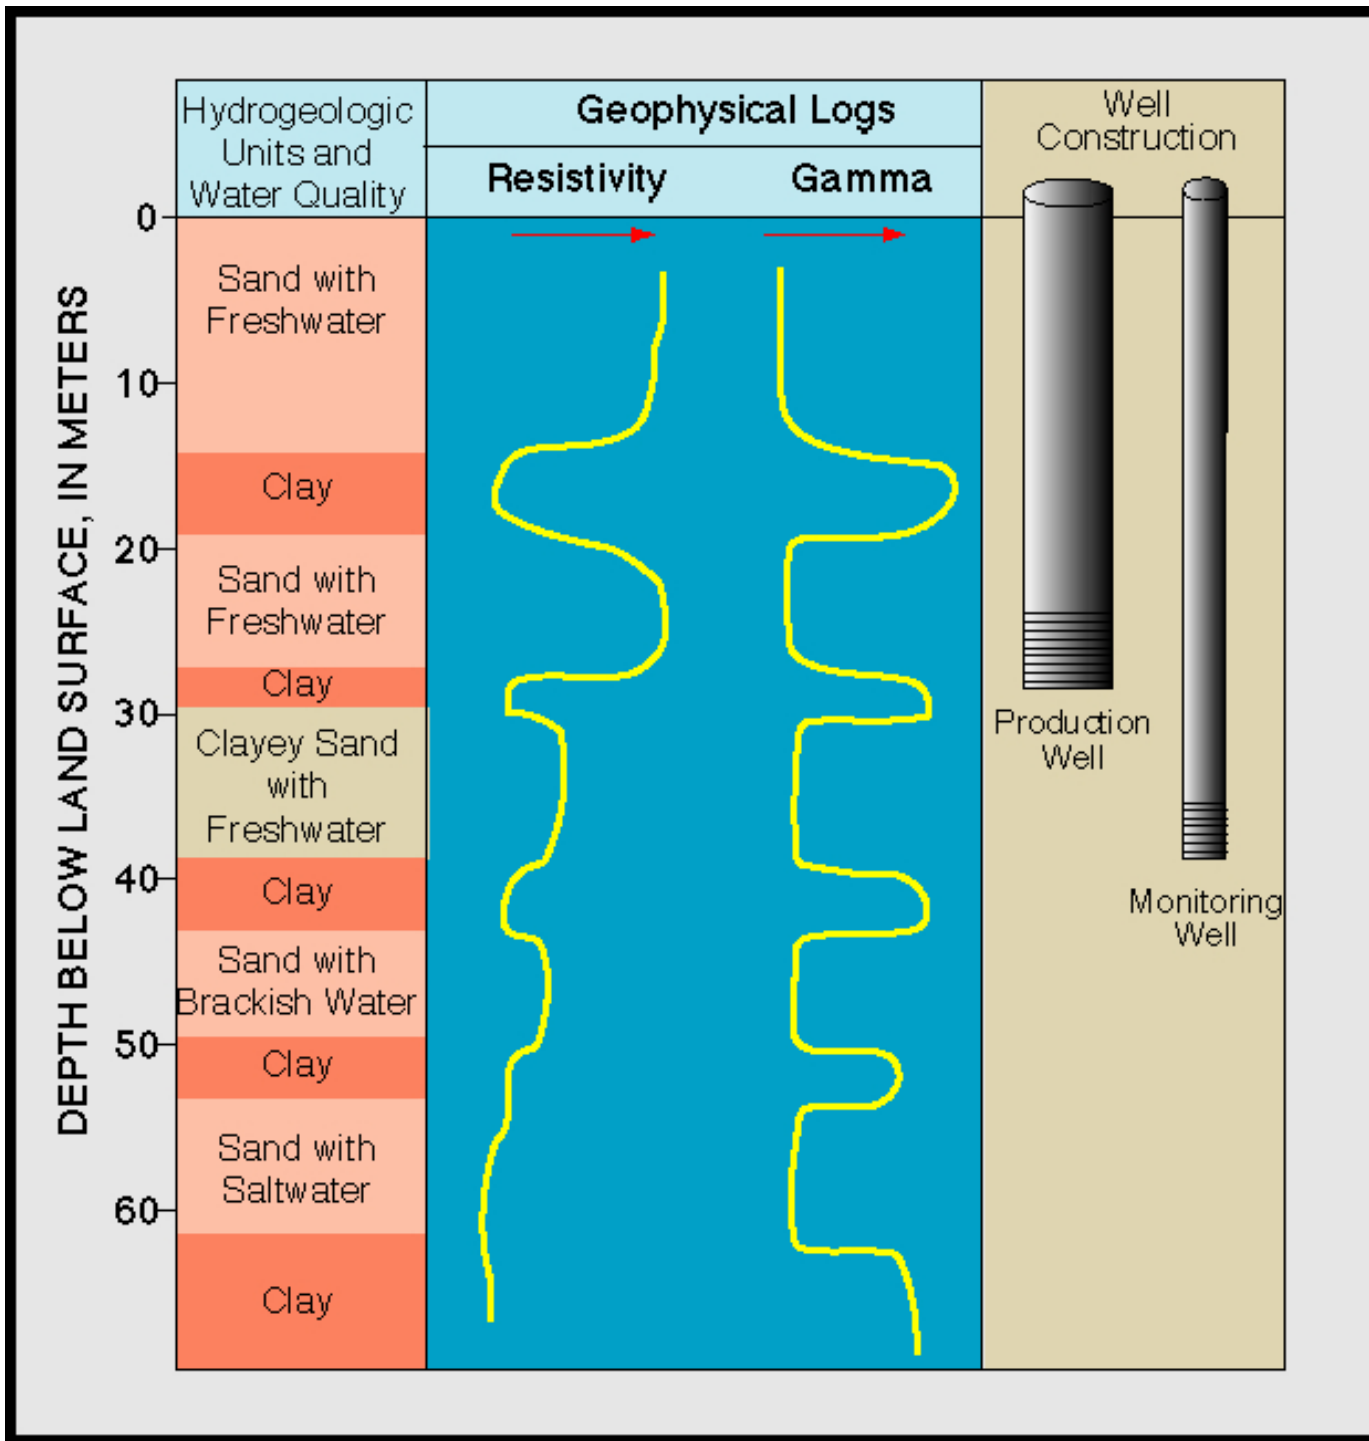 Hydrogeologic
Units and
Water Quality
Geophysical Logs
Resistivity
Gamma
Well
Construction
DEPTH BELOW LAND SURFACE, IN METERS
0
10
20
30
40
50
60
Sand with
Freshwater
Clay
Sand with
Freshwater
Clay
Clayey Sand
with
Freshwater
Clay
Sand with
Brackish Water
Clay
Sand with
Saltwater
Clay
Production
Well
Monitoring
Well